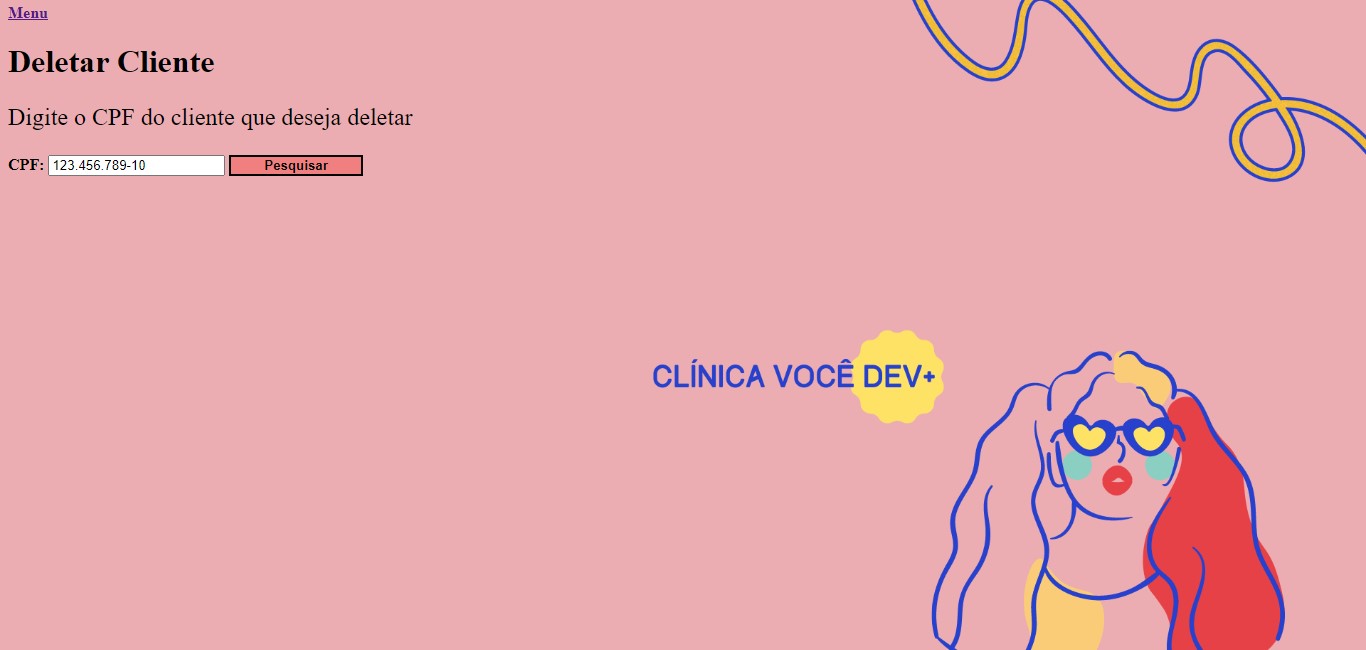 Menu
Deletar Cliente
Digite o CPF do cliente que deseja deletar
CPF: 123.456.789-10 Pesquisar
CLÍNICA VOCÊ DEV+